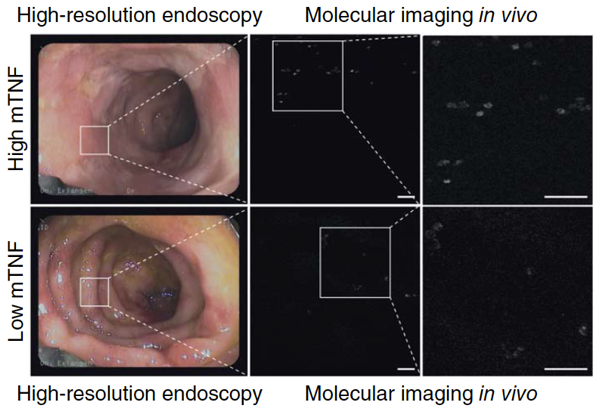 High-resolution endoscopy Molecular imaging in vivo
High mTNF
Low mTNF
High-resolution endoscopy Molecular imaging in vivo